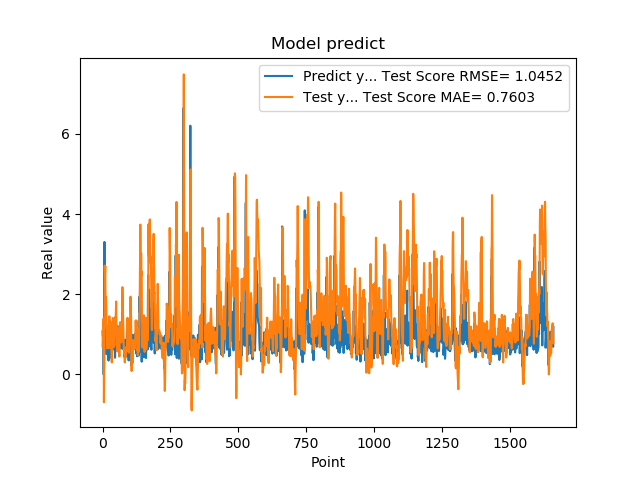 Model predict
Predict y... Test Score RMSE= 1.0452
Test y... Test Score MAE= 0.7603
Real value
6
4
2
0
0 250 500 750 1000 1250 1500
Point